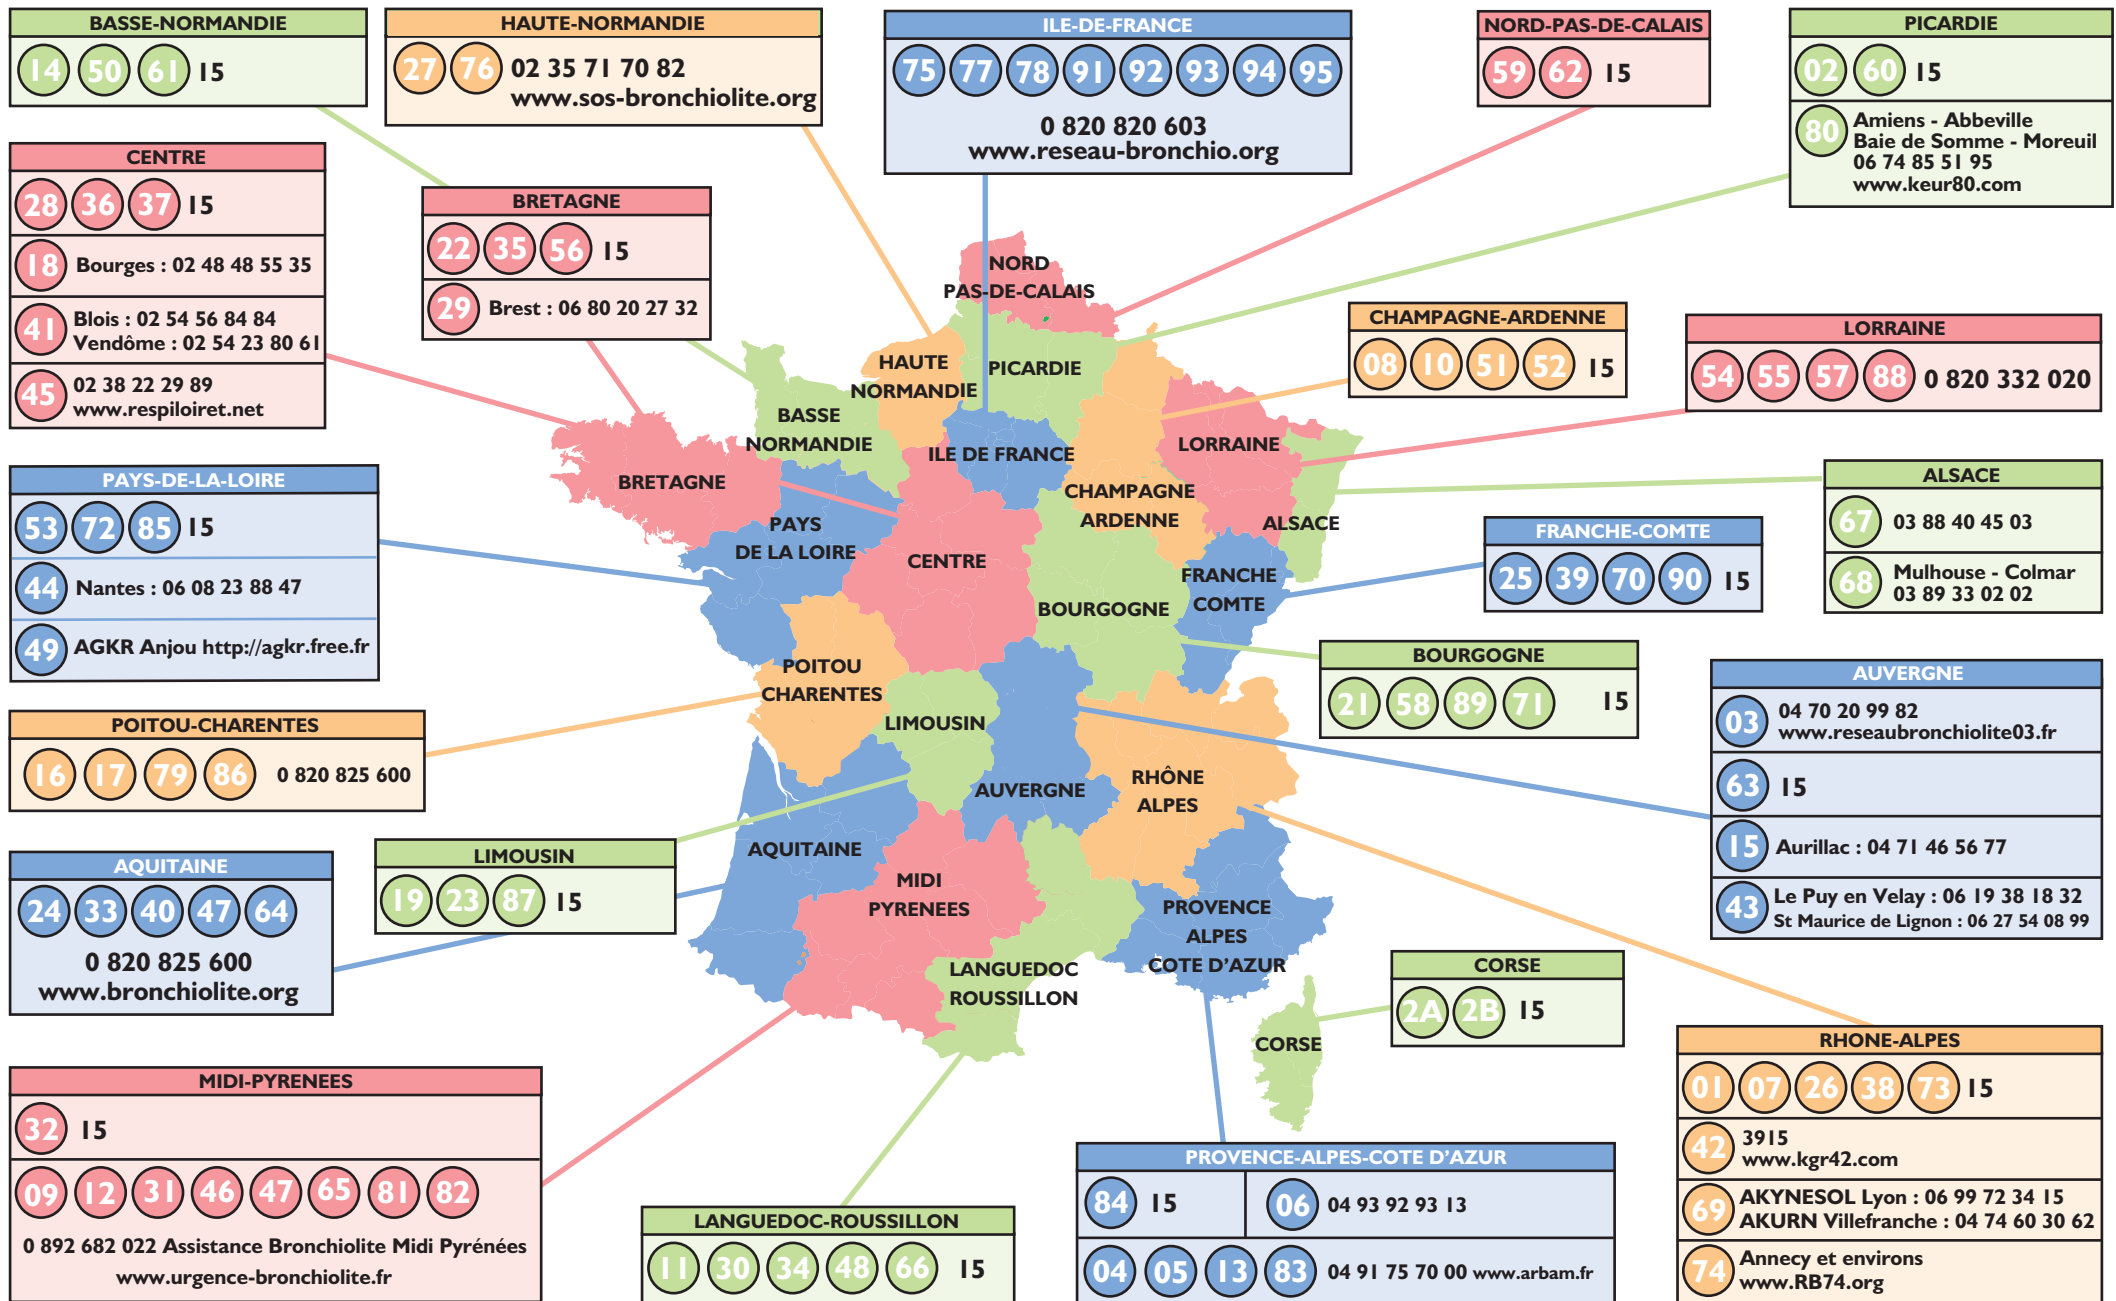 BASSE-NORMANDIE
14 50 61 15
HAUTE-NORMANDIE
27 76 02 35 71 70 82
www.sos-bronchiolite.org
ILE-DE-FRANCE
75 77 78 91 92 93 94 95
0 820 820 603
www.reseau-bronchio.org
NORD-PAS-DE-CALAIS
59 62 15
PICARDIE
02 60 15
80 Amiens - Abbeville
Baie de Somme - Moreuil
06 74 85 51 95
www.keur80.com
CENTRE
28 36 37 15
18 Bourges : 02 48 48 55 35
41 Blois : 02 54 56 84 84
Vendôme : 02 54 23 80 61
45 02 38 22 29 89
www.respiloiret.net
BRETAGNE
22 35 56 15
29 Brest : 06 80 20 27 32
CHAMPAGNE-ARDENNE
08 10 51 52 15
LORRAINE
54 55 57 88 0 820 332 020
PAYS-DE-LA-LOIRE
53 72 85 15
44 Nantes : 06 08 23 88 47
49 AGKR Anjou http://agkr.free.fr
ALSACE
67 03 88 40 45 03
68 Mulhouse - Colmar
03 89 33 02 02
FRANCHE-COMTE
25 39 70 90 15
BOURGOGNE
21 58 89 71 15
AUVERGNE
03 04 70 20 99 82
www.reseaubronchiolite03.fr
63 15
15 Aurillac : 04 71 46 56 77
43 Le Puy en Velay : 06 19 38 18 32
St Maurice de Lignon : 06 27 54 08 99
POITOU-CHARENTES
16 17 79 86 0 820 825 600
AQUITAINE
24 33 40 47 64
0 820 825 600
www.bronchiolite.org
LIMOUSIN
19 23 87 15
CORSE
2A 2B 15
RHONE-ALPES
01 07 26 38 73 15
42 3915
www.kgr42.com
69 AKYNESOL Lyon : 06 99 72 34 15
AKURN Villefranche : 04 74 60 30 62
74 Annecy et environs
www.RB74.org
MIDI-PYRENEES
32 15
09 12 31 46 47 65 81 82
0 892 682 022 Assistance Bronchiolite Midi Pyrénées
www.urgence-bronchiolite.fr
LANGUEDOC-ROUSSILLON
11 30 34 48 66 15
PROVENCE-ALPES-COTE D'AZUR
84 15 06 04 93 92 93 13
04 05 13 83 04 91 75 70 00 www.arbam.fr
NORD
PAS-DE-CALAIS
HAUTE
NORMANDIE
PICARDIE
BASSE
NORMANDIE
ILE DE FRANCE
LORRAINE
BRETAGNE
CHAMPAGNE
ARDENNE
ALSACE
PAYS
DE LA LOIRE
CENTRE
FRANCHE
COMTE
BOURGOGNE
POITOU
CHARENTES
LIMOUSIN
AUVERGNE
RHÔNE
ALPES
AQUITAINE
MIDI
PYRENEES
PROVENCE
ALPES
COTE D'AZUR
LANGUEDOC
ROUSSILLON
CORSE